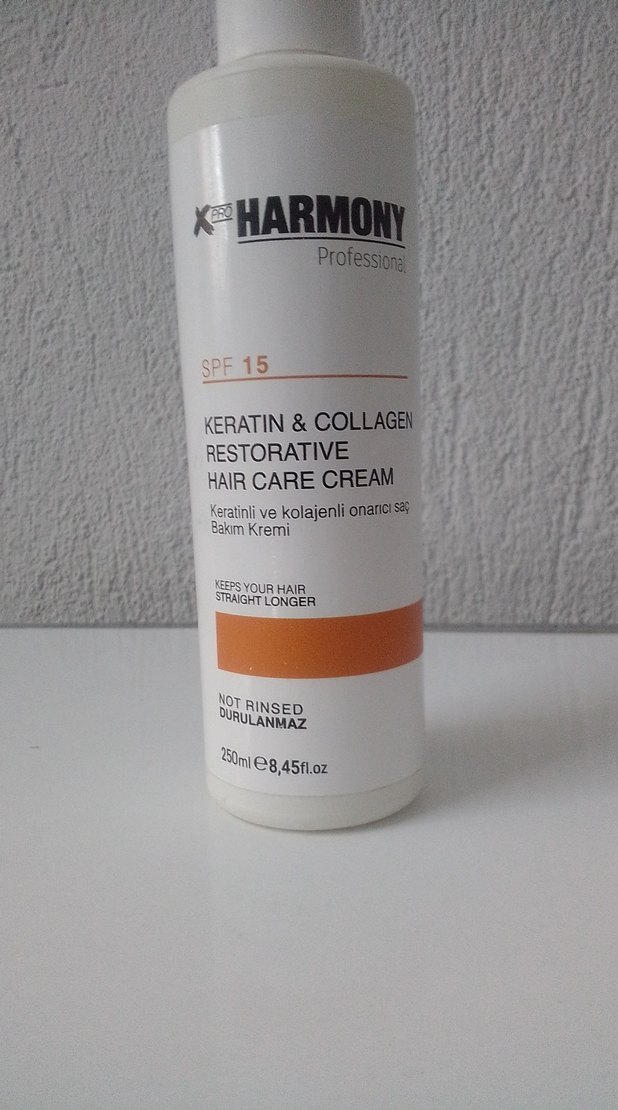 XPRO HARMONY
Professional
SPF 15
KERATIN & COLLAGEN
RESTORATIVE
HAIR CARE CREAM
Keratinli ve kolajenli onarıcı saç
Bakım Kremi
KEEPS YOUR HAIR
STRAIGHT LONGER
NOT RINSED
DURULANMAZ
250ml ℮8,45fl.oz